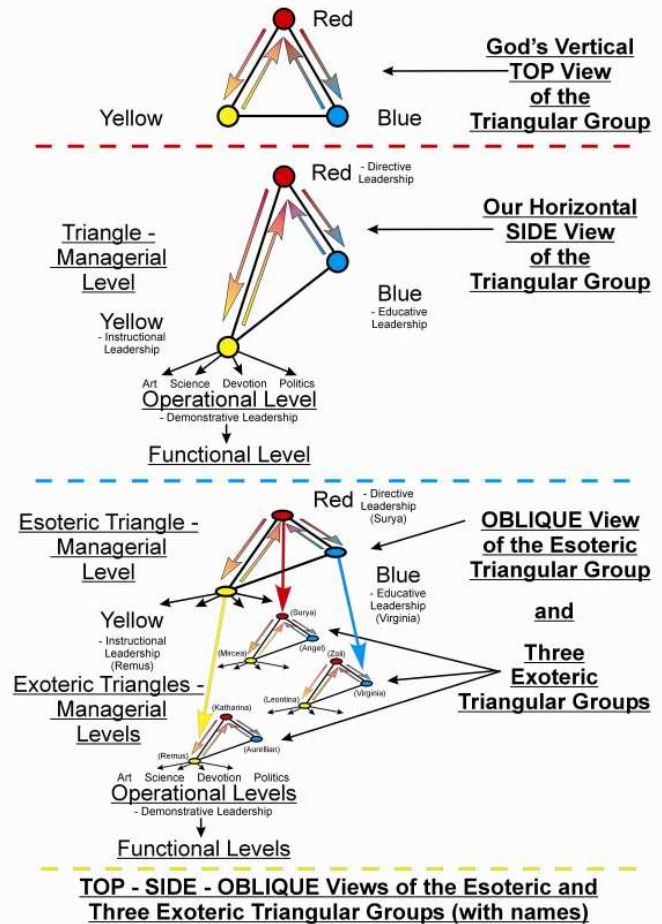 Red
God's Vertical
TOP View
of the
Triangular Group
Yellow
Blue
Red
- Directive
Leadership
Our Horizontal
SIDE View
of the
Triangular Group
Triangle -
Managerial
Level
Blue
- Educative
Leadership
Yellow
- Instructional
Leadership
Art Science Devotion Politics
Operational Level
- Demonstrative Leadership
Functional Level
Red
- Directive
Leadership
(Surya)
Esoteric Triangle -
Managerial
Level
OBLIQUE View
of the Esoteric
Triangular Group
and
Three
Exoteric
Triangular Groups
Blue
- Educative
Leadership
(Virginia)
Yellow
- Instructional
Leadership
(Remus)
(Surya)
(Mircea)
(Angel)
(Zoli)
(Leontina)
(Virginia)
Exoteric Triangles -
Managerial
Levels
(Katharina)
(Remus)
(Aurellian)
Art Science Devotion Politics
Operational Levels
- Demonstrative Leadership
Functional Levels
TOP - SIDE - OBLIQUE Views of the Esoteric and
Three Exoteric Triangular Groups (with names)